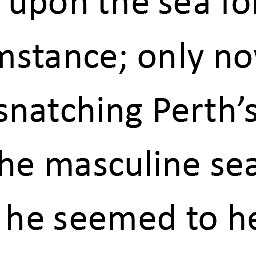 upon the sea for
mstance; only now
snatching Perth’s
he masculine sea
he seemed to he